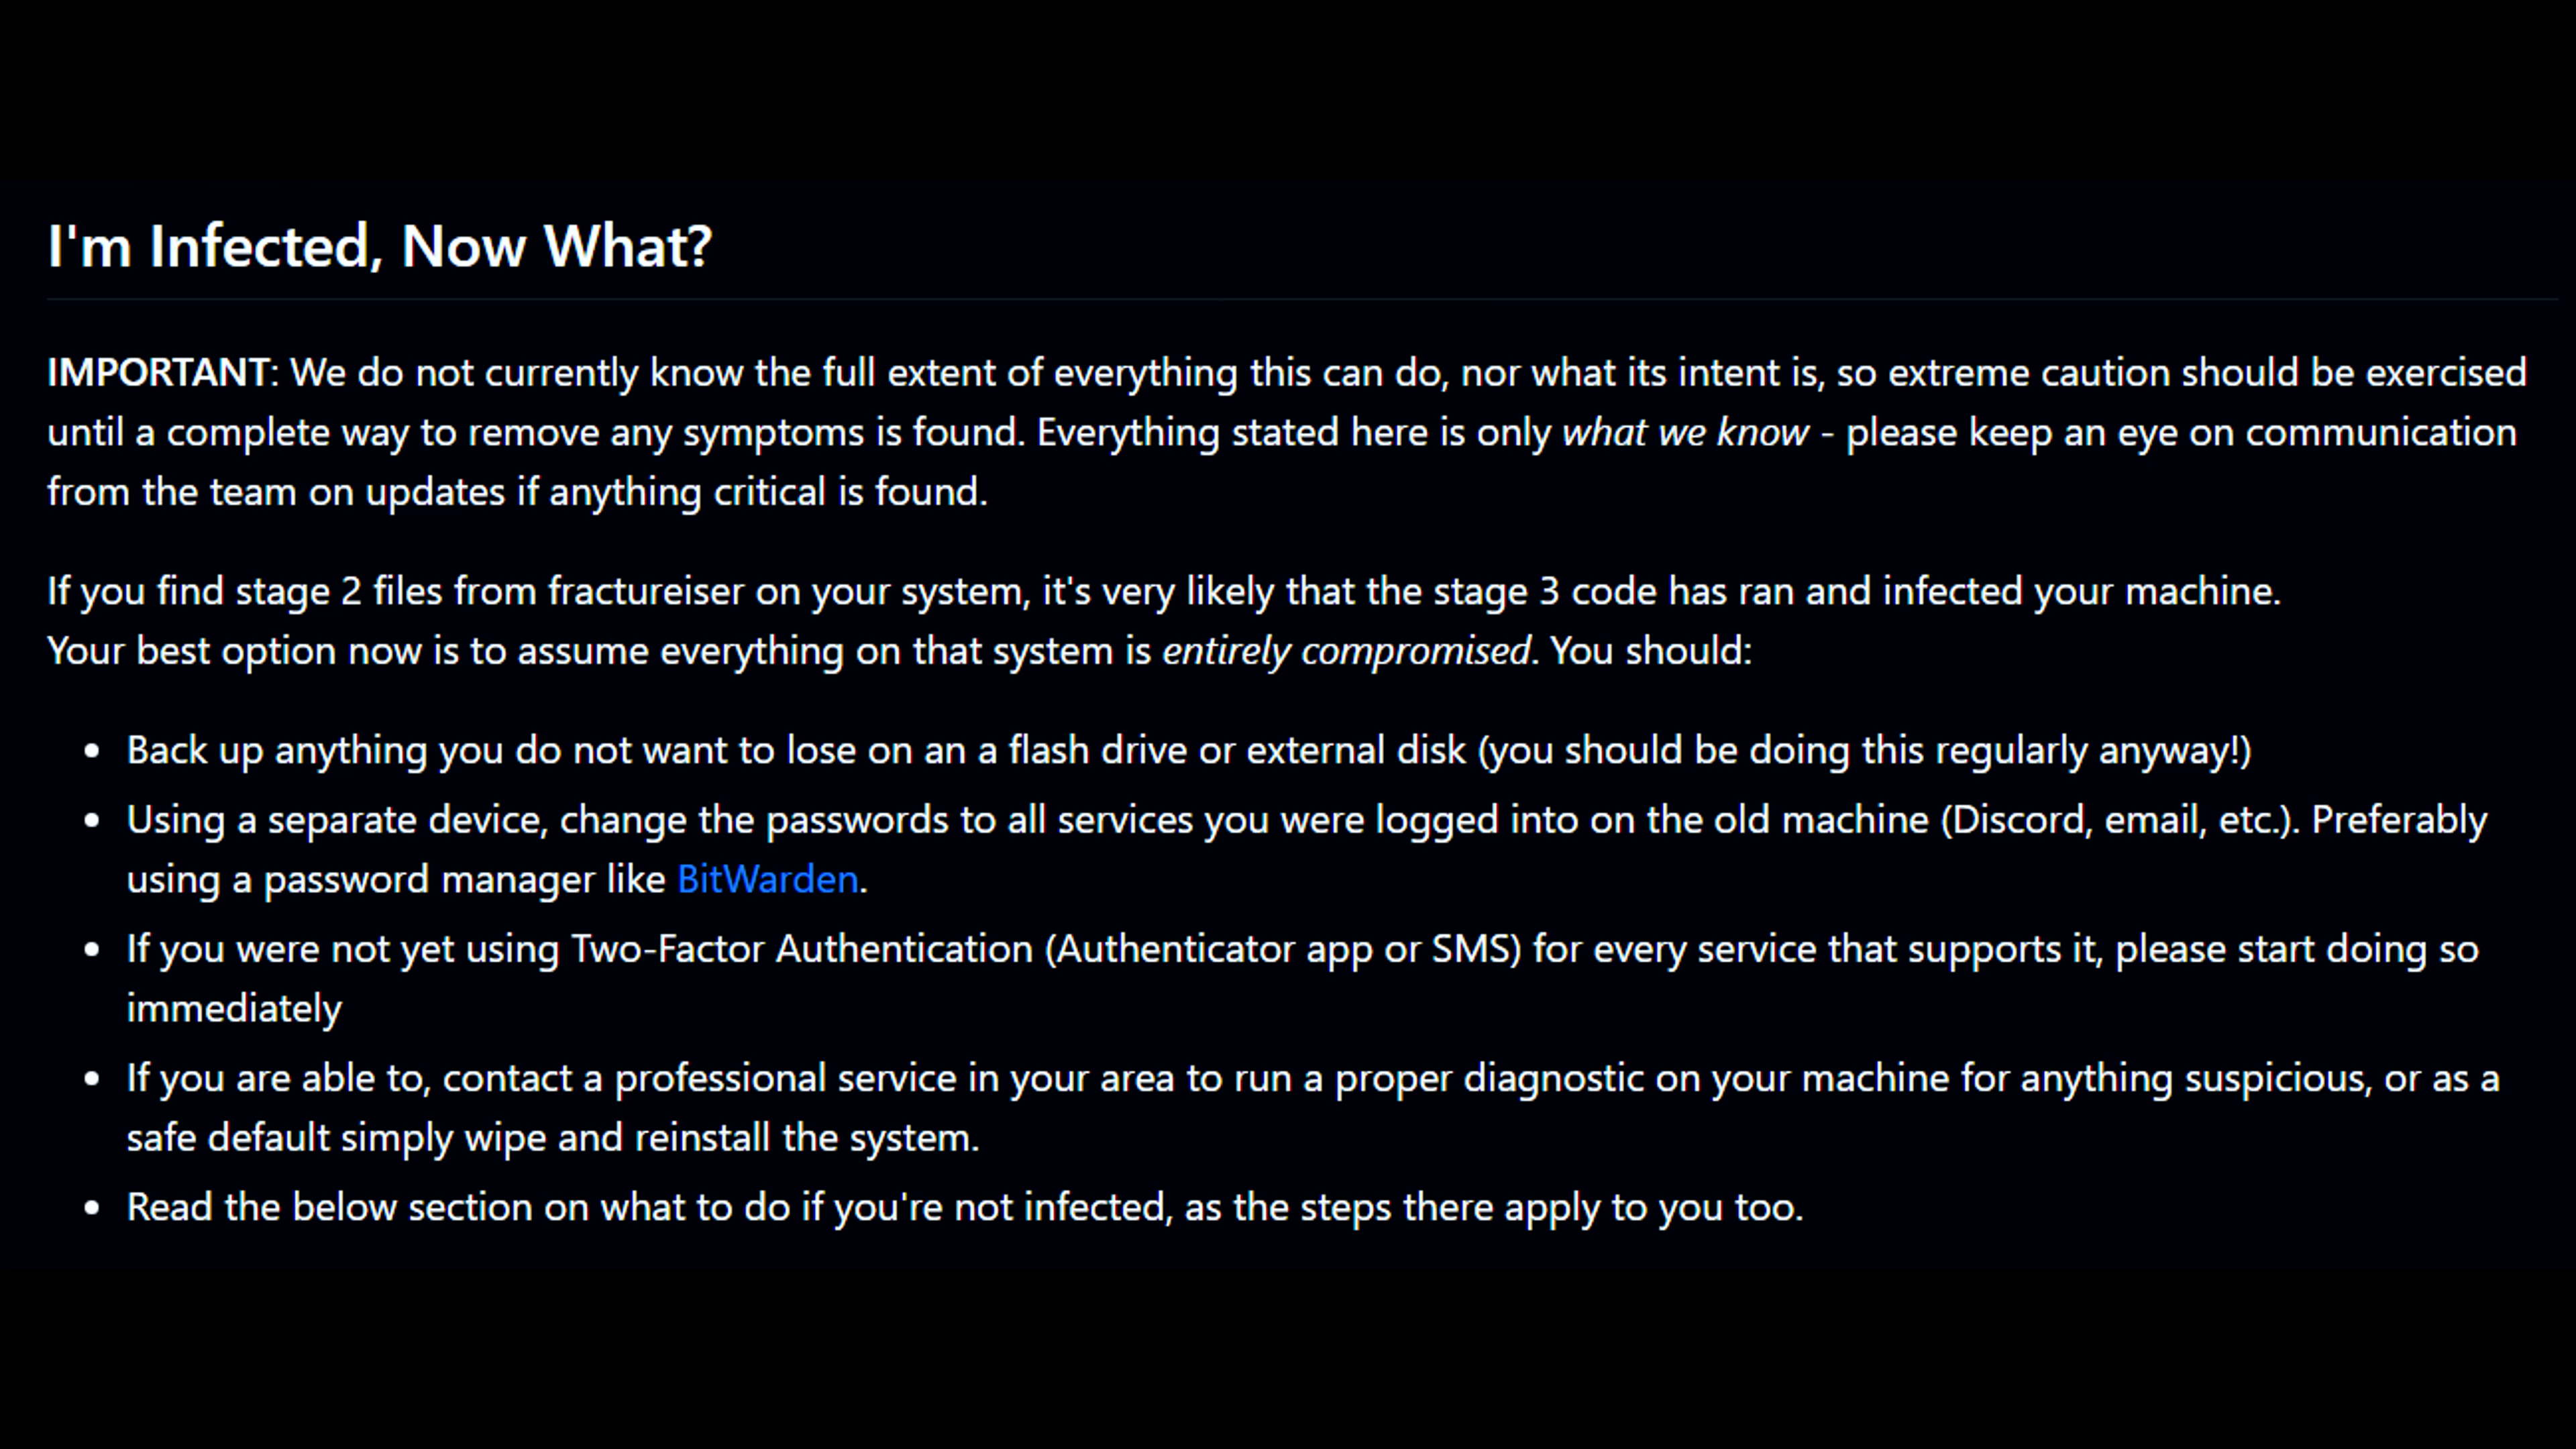 I'm Infected, Now What?
IMPORTANT: We do not currently know the full extent of everything this can do, nor what its intent is, so extreme caution should be exercised
until a complete way to remove any symptoms is found. Everything stated here is only what we know - please keep an eye on communication
from the team on updates if anything critical is found.
If you find stage 2 files from fractureiser on your system, it's very likely that the stage 3 code has ran and infected your machine.
Your best option now is to assume everything on that system is entirely compromised. You should:
• Back up anything you do not want to lose on an a flash drive or external disk (you should be doing this regularly anyway!)
• Using a separate device, change the passwords to all services you were logged into on the old machine (Discord, email, etc.). Preferably
using a password manager like BitWarden.
• If you were not yet using Two-Factor Authentication (Authenticator app or SMS) for every service that supports it, please start doing so
immediately
• If you are able to, contact a professional service in your area to run a proper diagnostic on your machine for anything suspicious, or as a
safe default simply wipe and reinstall the system.
• Read the below section on what to do if you're not infected, as the steps there apply to you too.